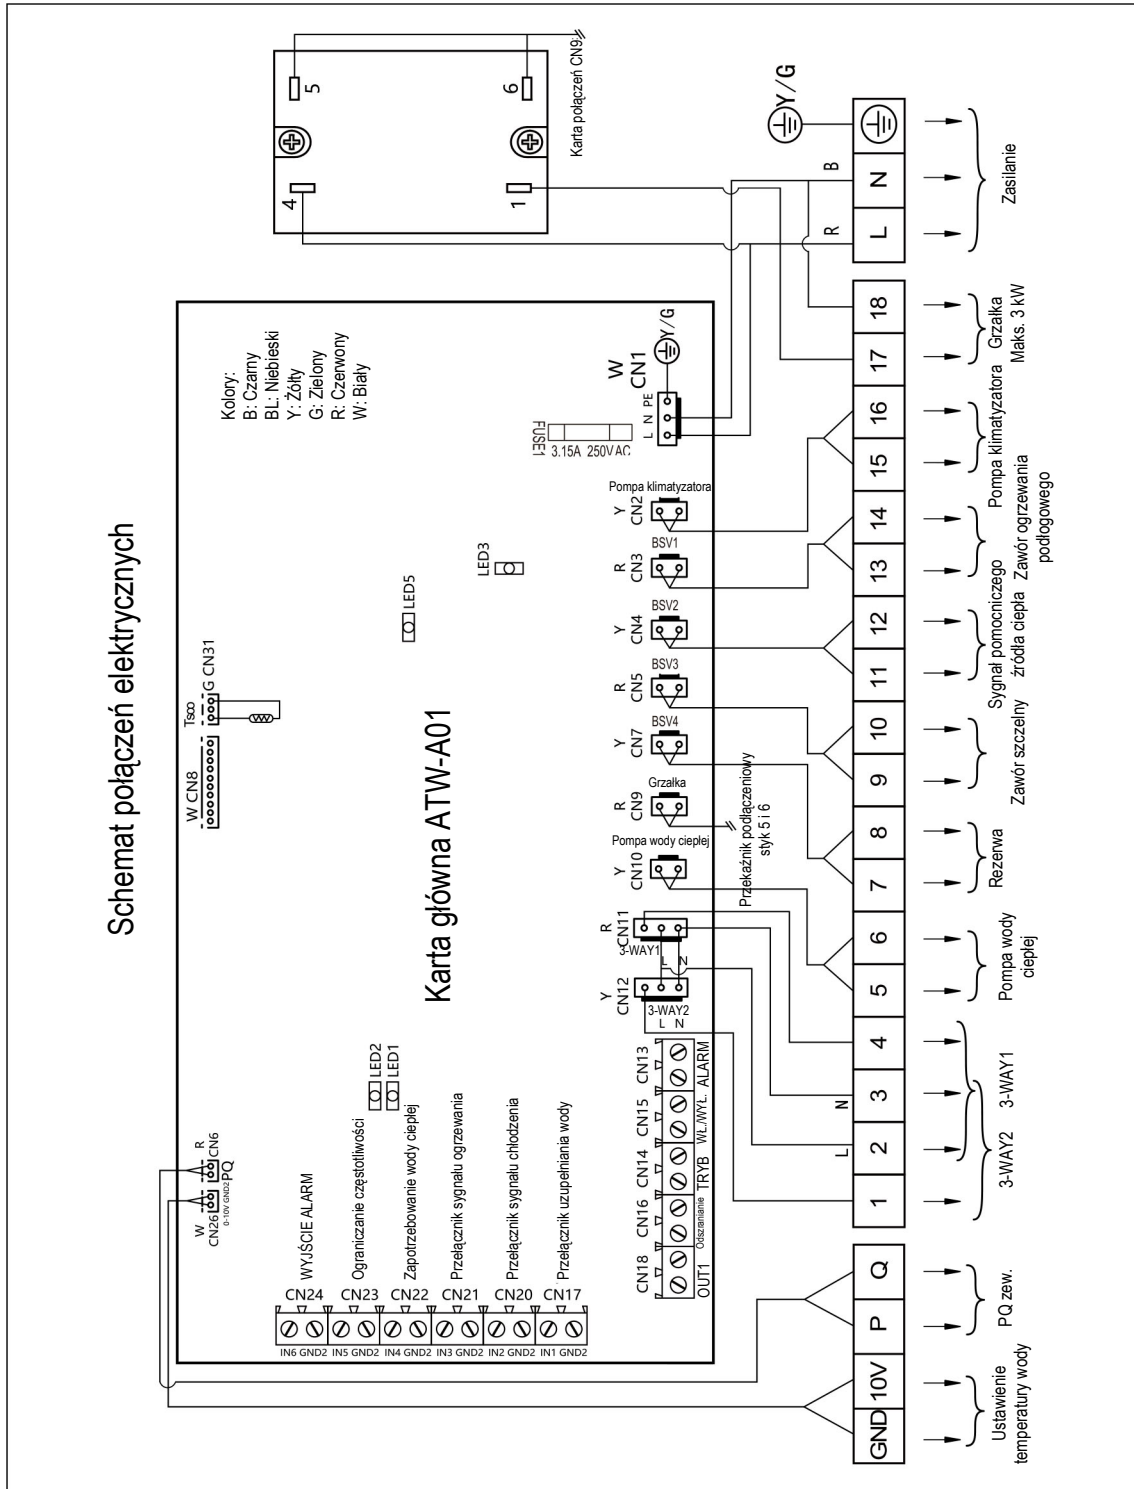 Schemat połączeń elektrycznych
5
6
4
1
Karta połączeń CN9
Kolory:
B: Czarny
BL: Niebieski
Y: Żółty
G: Zielony
R: Czerwony
W: Biały
FUSE1
3.15A 250VAC
W
CN1
L N PE
Y/G
Y/G
B
R
LED3
LED5
W CN8
G CN31
Karta główna ATW-A01
Pompa klimatyzatora
Y
CN2
BSV1
R
CN3
BSV2
Y
CN4
BSV3
R
CN5
BSV4
Y
CN7
Grzałka
R
CN9
Przekaźnik podłączeniowy
styk 5 i 6
Pompa wody ciepłej
Y
CN10
R
CN11
3-WAY1
L N
Y
CN12
3-WAY2
L N
LED2
LED1
R
CN6
PQ
W
CN26
0-10V GND2
WYJŚCIE ALARM
Ograniczanie częstotliwości
Zapotrzebowanie wody ciepłej
Przełącznik sygnału ogrzewania
Przełącznik sygnału chłodzenia
Przełącznik uzupełniania wody
CN24
CN23
CN22
CN21
CN20
CN17
IN6 GND2
IN5 GND2
IN4 GND2
IN3 GND2
IN2 GND2
IN1 GND2
CN18
CN16
CN14
CN15
CN13
OUT1
Odszranianie
TRYB
WŁ./WYŁ.
ALARM
L
N
GND
10V
P
Q
1
2
3
4
5
6
7
8
9
10
11
12
13
14
15
16
17
18
L
N
Ustawienie
temperatury wody
PQ zew.
3-WAY2
3-WAY1
Pompa wody
ciepłej
Rezerwa
Zawór szczelny
Sygnał pomocniczego
źródła ciepła
Zawór ogrzewania
podłogowego
Pompa klimatyzatora
Grzałka
Maks. 3 kW
Zasilanie